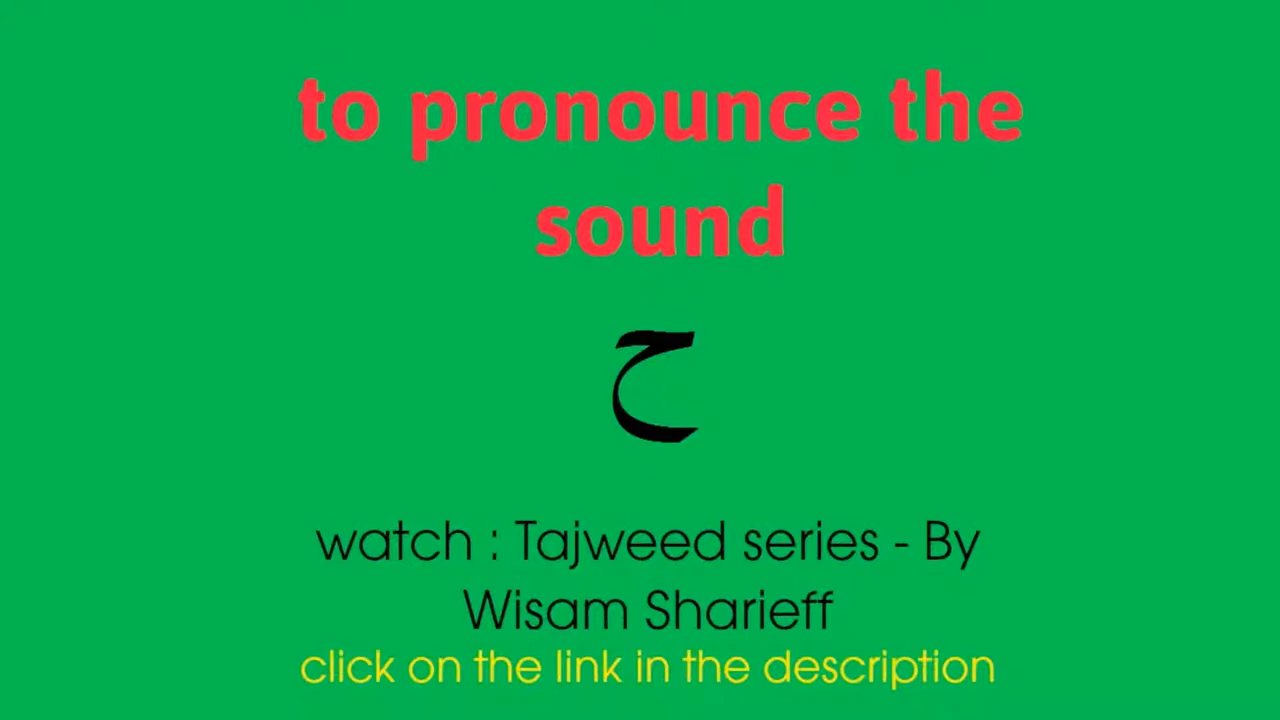 to pronounce the
sound
ح
watch : Tajweed series - By
Wisam Sharieff
click on the link in the description